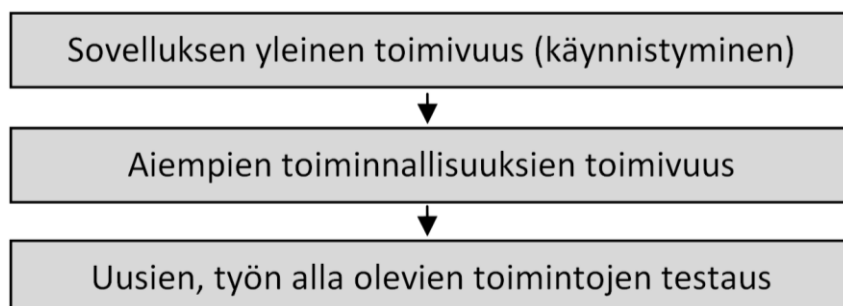 Sovelluksen yleinen toimivuus (käynnistyminen)
Aiempien toiminnallisuuksien toimivuus
Uusien, työn alla olevien toimintojen testaus